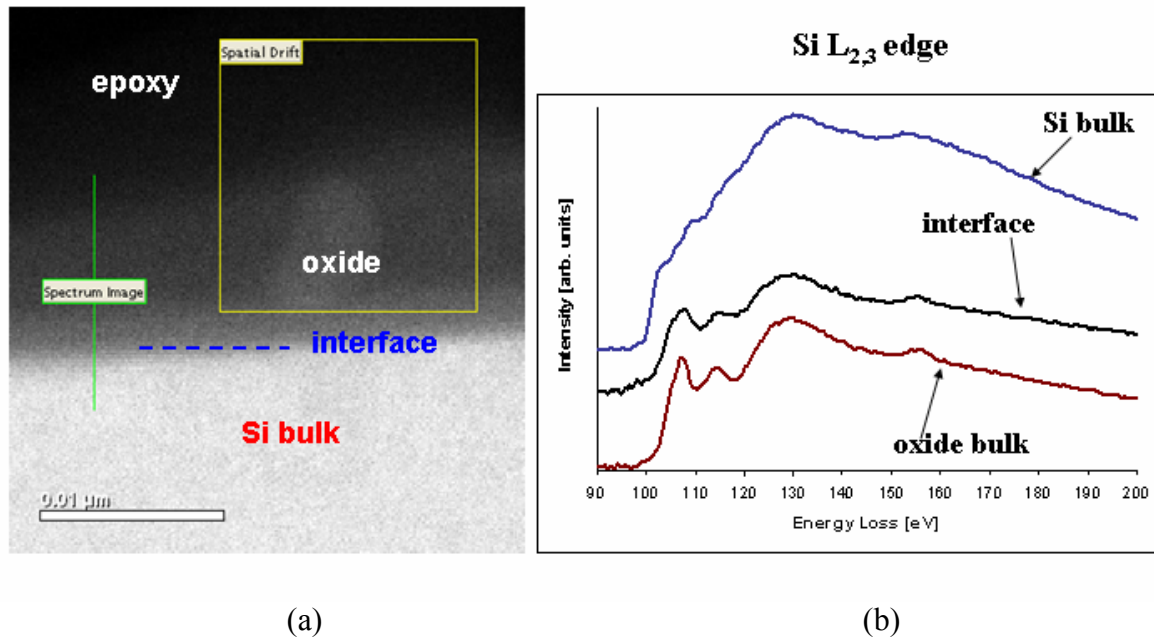 Spatial Drift
epoxy
oxide
Spectrum Image
interface
Si bulk
0.01 µm
(a)
Si L2,3 edge
Si bulk
interface
oxide bulk
Intensity [arb. units]
90 100 110 120 130 140 150 160 170 180 190 200
Energy Loss [eV]
(b)